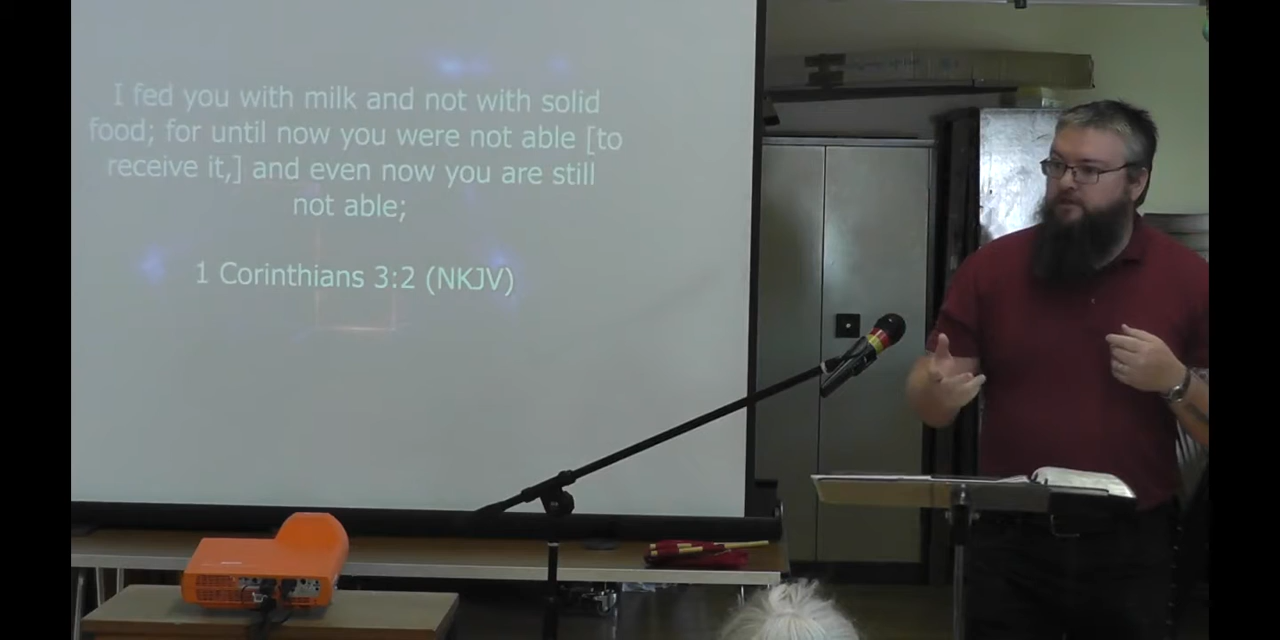 I fed you with milk and not with solid
food; for until now you were not able [to
receive it,] and even now you are still
not able;
1 Corinthians 3:2 (NKJV)